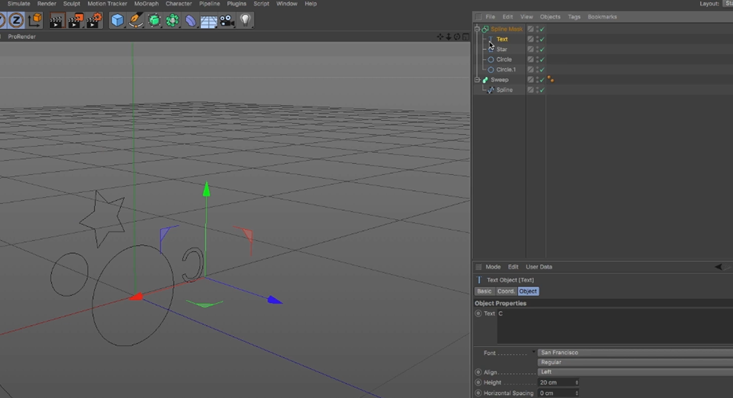 Simulate Render Sculpt Motion Tracker MoGraph Character Pipeline Plugins Script Window Help Layout:
ProRender
File Edit View Objects Tags Bookmarks
Spline Mask
Text
Star
Circle
Circle.1
Sweep
Spline
Mode Edit User Data
Text Object [Text]
Basic Coord. Object
Object Properties
Text C
Font San Francisco
Regular
Align Left
Height 20 cm
Horizontal Spacing 0 cm